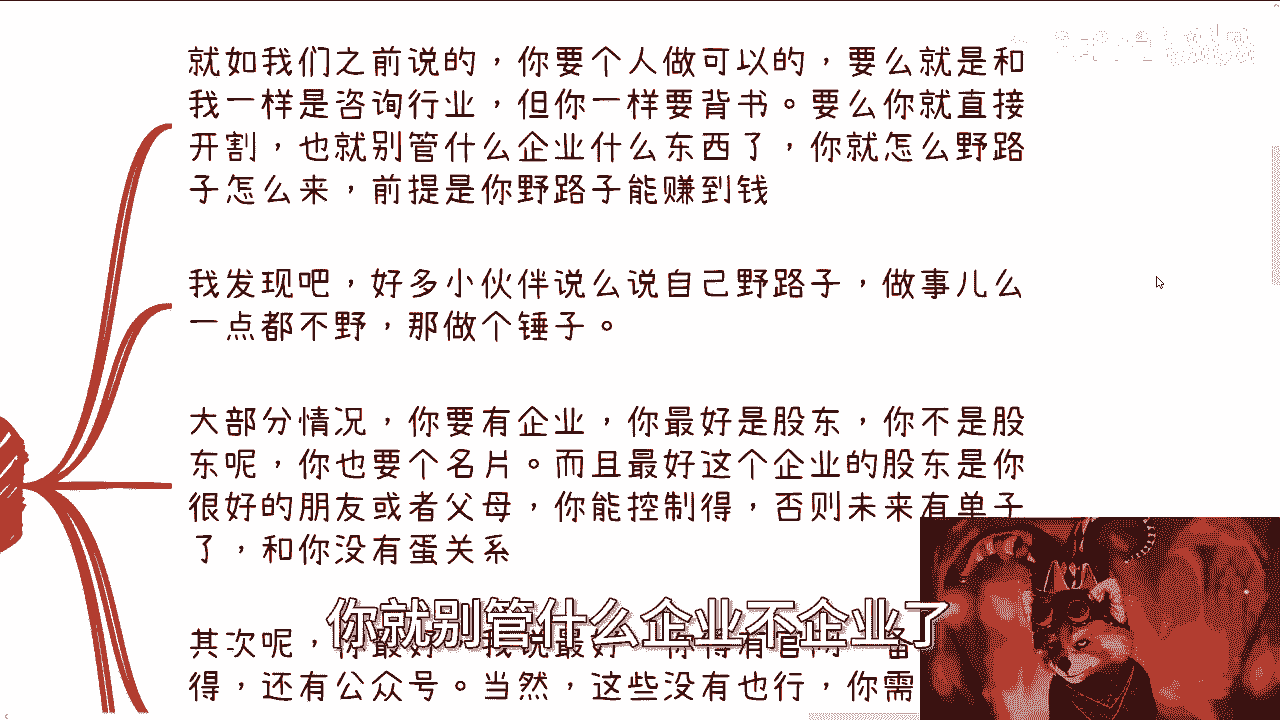 就如我们之前说的，你要个人做可以的，要么就是和
我一样是咨询行业，但你一样要背书。要么你就直接
开割，也就别管什么企业什么东西了，你就怎么野路
子怎么来，前提是你野路子能赚到钱
我发现吧，好多小伙伴说么说自己野路子，做事儿么
一点都不野，那做个锤子。
大部分情况，你要有企业，你最好是股东，你不是股
东呢，你也要个名片。而且最好这个企业的股东是你
很好的朋友或者父母，你能控制得，否则未来有单子
了，和你没有蛋关系
你就别管什么企业不企业了
其次呢，你最好，我说最好，你得有官网，备
得，还有公众号。当然，这些没有也行，你需